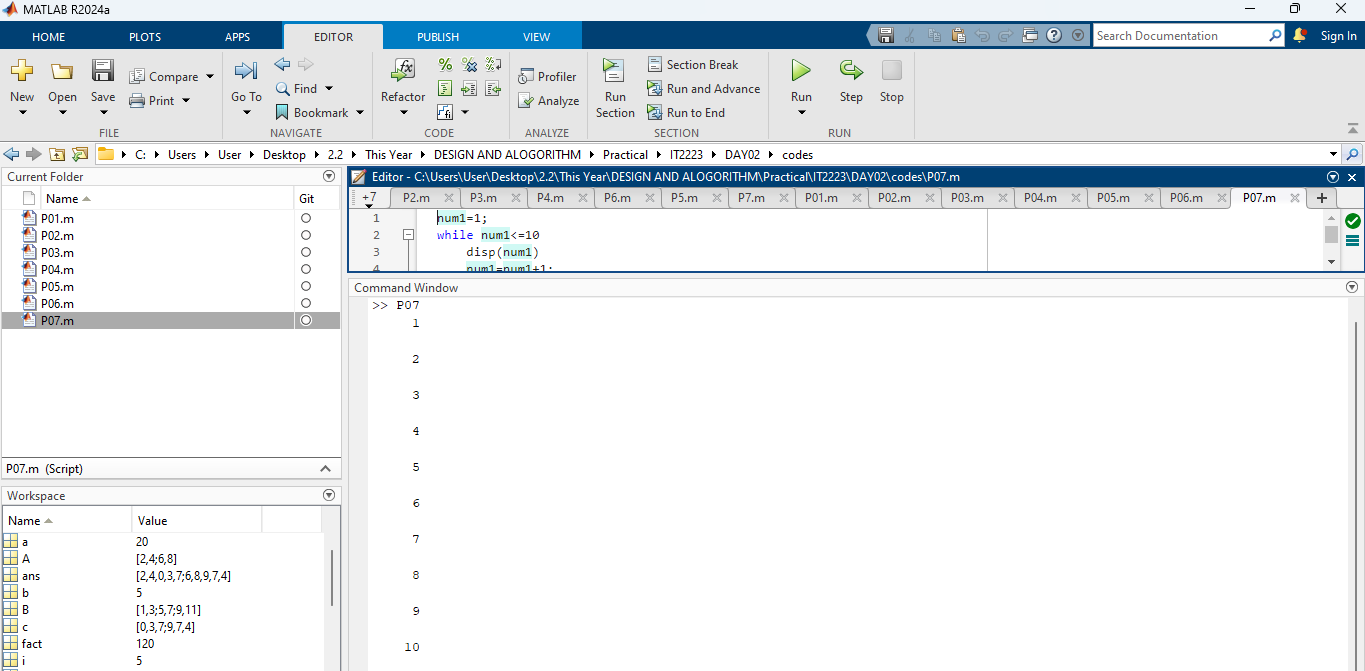 MATLAB R2024a
HOME PLOTS APPS EDITOR PUBLISH VIEW Search Documentation Sign In
New Open Save Compare Print
FILE
Go To Find Bookmark
NAVIGATE
Refactor
CODE
Profiler Analyze
ANALYZE
Run Section Section Break Run and Advance Run to End
SECTION
Run Step Stop
RUN
C: Users User Desktop 2.2 This Year DESIGN AND ALOGORITHM Practical IT2223 DAY02 codes
Current Folder
Name Git
P01.m
P02.m
P03.m
P04.m
P05.m
P06.m
P07.m
P07.m (Script)
Workspace
Name Value
a 20
A [2,4;6,8]
ans [2,4,0,3,7;6,8,9,7,4]
b 5
B [1,3;5,7;9,11]
c [0,3,7;9,7,4]
fact 120
i 5
Editor - C:\Users\User\Desktop\2.2\This Year\DESIGN AND ALOGORITHM\Practical\IT2223\DAY02\codes\P07.m
+7 P2.m P3.m P4.m P6.m P5.m P7.m P01.m P02.m P03.m P04.m P05.m P06.m P07.m
1 num1=1;
2 while num1<=10
3 disp(num1)
4 num1=num1+1;
Command Window
>> P07
1
2
3
4
5
6
7
8
9
10